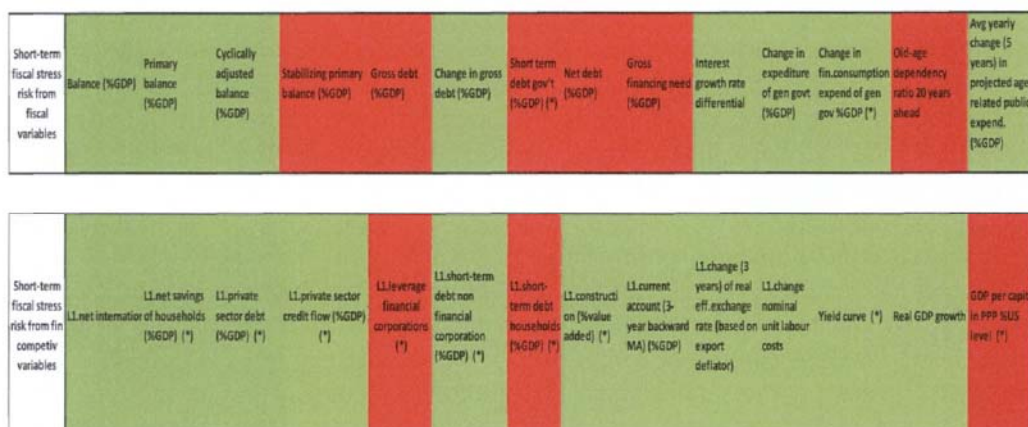 Short-term
fiscal stress
risk from
fiscal
variables
Balance (%GDP)
Primary
balance
(%GDP)
Cyclically
adjusted
balance
(%GDP)
Stabilizing primary
balance (%GDP)
Gross debt
(%GDP)
Change in gross
debt (%GDP)
Short term
debt gov't
(%GDP) (*)
Net debt
(%GDP)
Gross
financing need
(%GDP)
Interest
growth rate
differential
Change in
expediture
of gen govt
(%GDP)
Change in
fin.consumption
expend of gen
gov %GDP (*)
Old-age
dependency
ratio 20 years
ahead
Avg yearly
change (5
years) in
projected age
related public
expend.
(%GDP)
Short-term
fiscal stress
risk from fin
competiv
variables
L1.net internation
L1.net savings
of households
(%GDP) (*)
L1.private
sector debt
(%GDP) (*)
L1.private sector
credit flow (%GDP)
(*)
L1.leverage
financial
corporations
(*)
L1.short-term
debt non
financial
corporation
(%GDP) (*)
L1.short-
term debt
households
(%GDP) (*)
L1.constructi
on (%value
added) (*)
L1.current
account (3-
year backward
MA) (%GDP)
L1.change (3
years) of real
eff.exchange
rate (based on
export
deflator)
L1.change
nominal
unit labour
costs
Yield curve (*)
Real GDP growth
GDP per capit
in PPP %US
level (*)